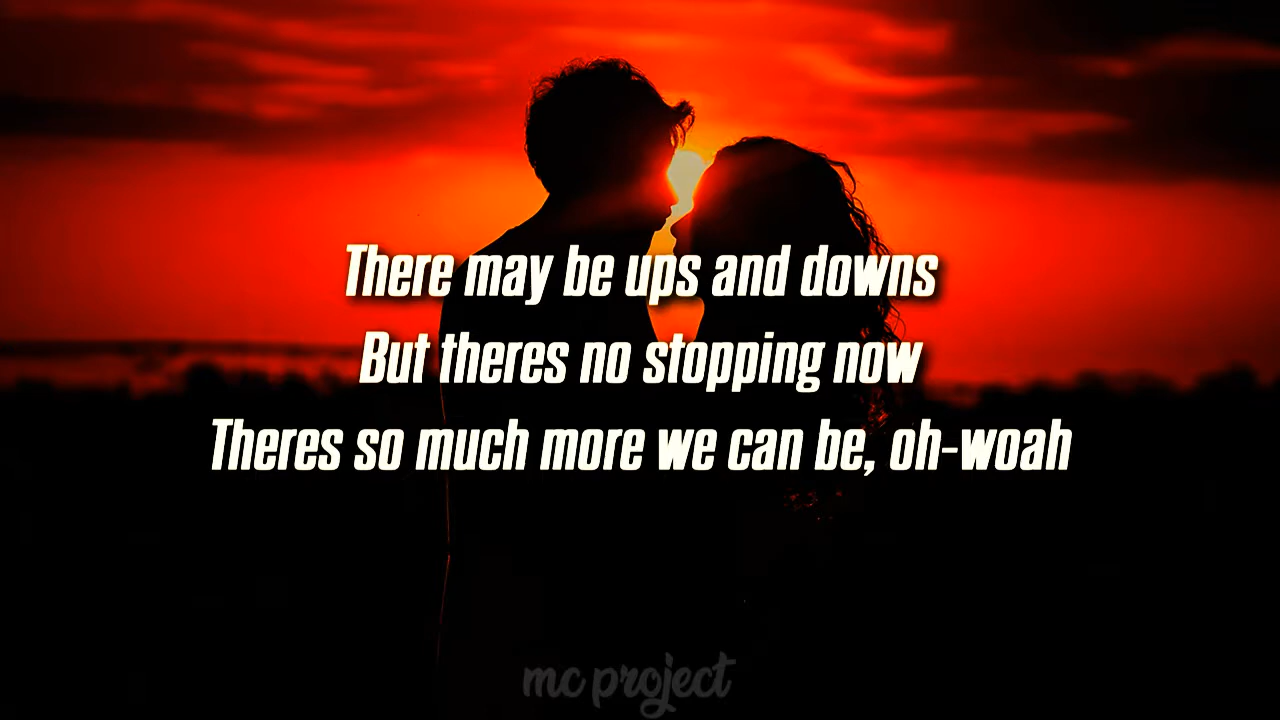 There may be ups and downs
But theres no stopping now
Theres so much more we can be, oh-woah
mc project